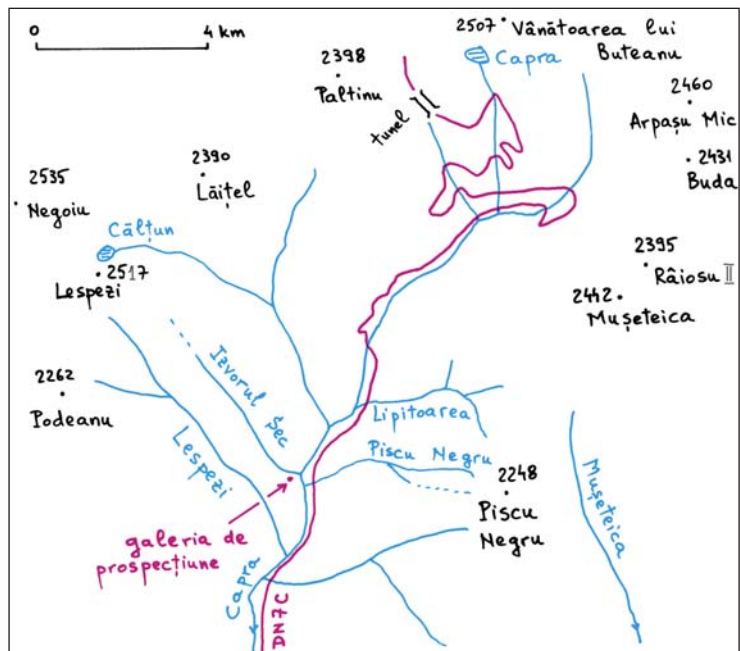 0
4 km
2507 Vânătoarea lui
Buteanu
Capra
2398
Paltinu
tunel
2460
Arpașu Mic
2431
Buda
2390
Lăițel
2535
Negoiu
Călțun
2517
Lespezi
2395
Râiosu II
2442
Mușeteica
Izvorul Sec
2262
Podeanu
Lespezi
Lipitoarea
Piscu Negru
2248
Piscu
Negru
Mușeteica
galeria de
prospecțiune
Capra
DN7C